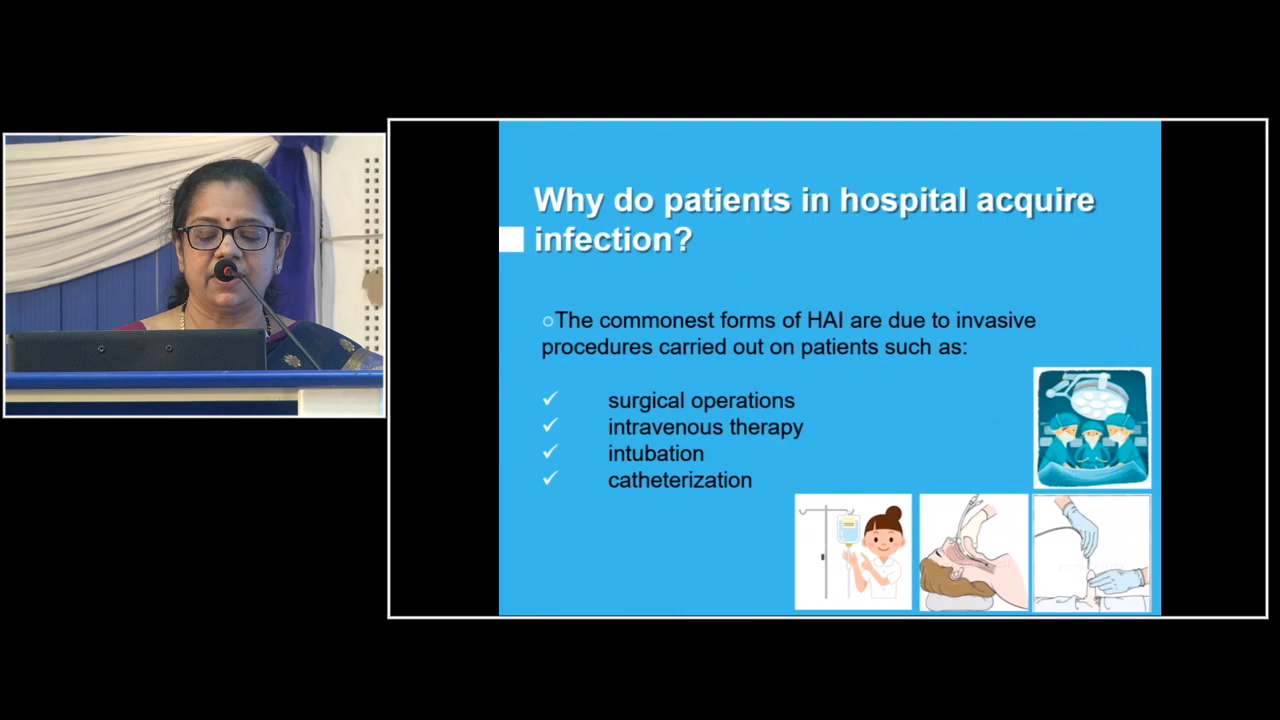 Why do patients in hospital acquire
infection?
○The commonest forms of HAI are due to invasive
procedures carried out on patients such as:
✓ surgical operations
✓ intravenous therapy
✓ intubation
✓ catheterization